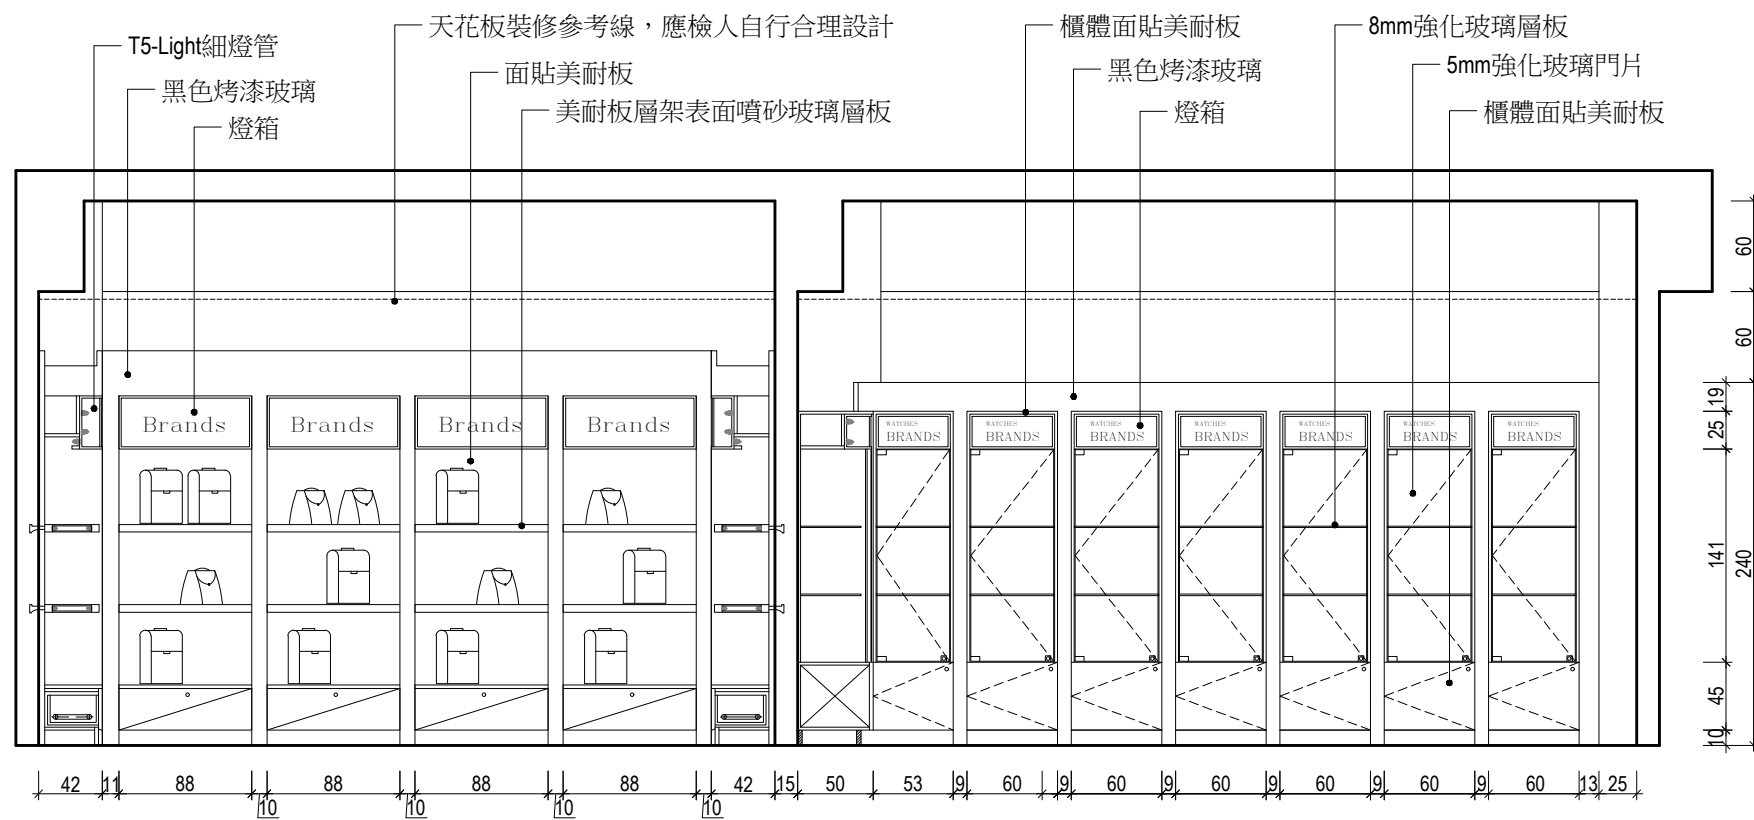 天花板裝修參考線，應檢人自行合理設計
櫃體面貼美耐板
8mm強化玻璃層板
T5-Light細燈管
面貼美耐板
黑色烤漆玻璃
5mm強化玻璃門片
黑色烤漆玻璃
美耐板層架表面噴砂玻璃層板
燈箱
櫃體面貼美耐板
燈箱
60
60
19
25
141
240
45
10
Brands Brands Brands Brands
WATCHES WATCHES WATCHES WATCHES WATCHES WATCHES WATCHES
BRANDS BRANDS BRANDS BRANDS BRANDS BRANDS BRANDS
42 11 88 88 88 88 42 15 50 53 9 60 9 60 9 60 9 60 9 60 9 60 13 25
10 10 10 10